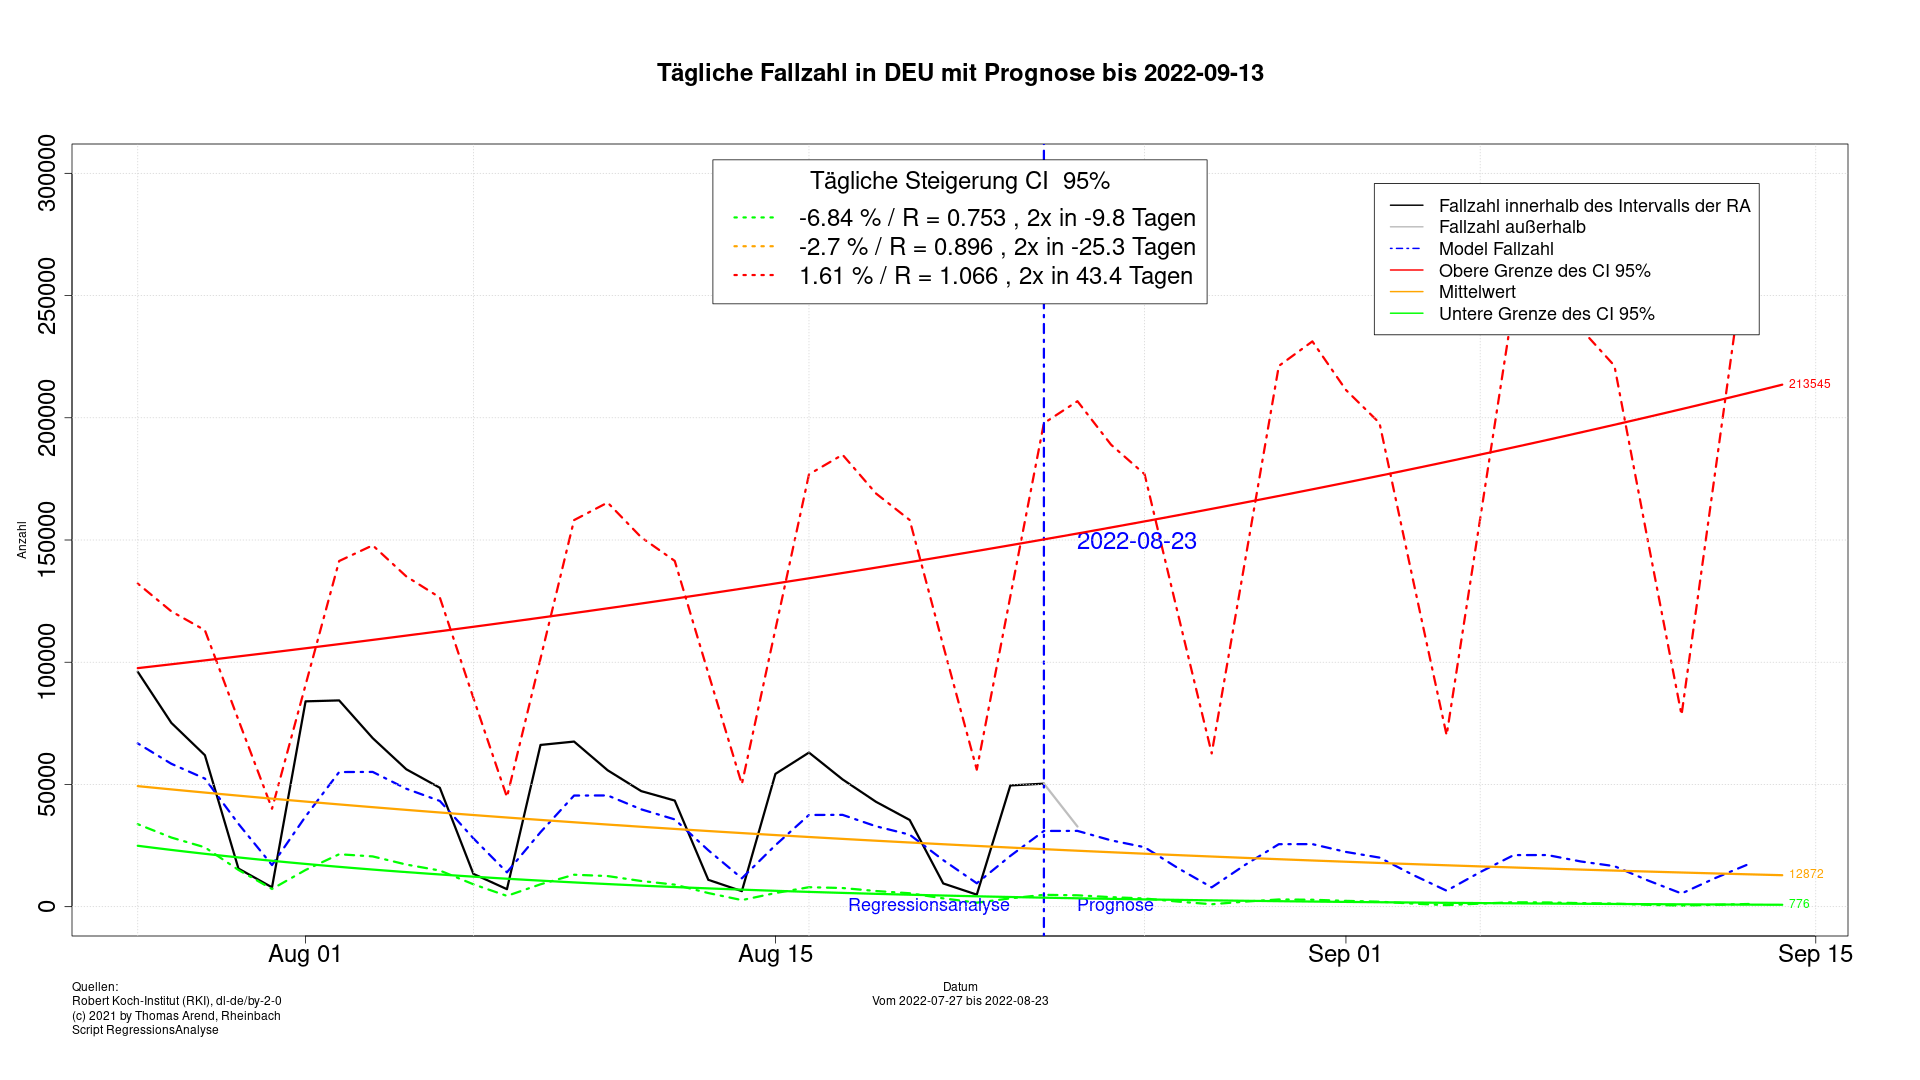 Tägliche Fallzahl in DEU mit Prognose bis 2022-09-13
Tägliche Steigerung CI  95%
-6.84 % / R = 0.753 , 2x in -9.8 Tagen
-2.7 % / R = 0.896 , 2x in -25.3 Tagen
1.61 % / R = 1.066 , 2x in 43.4 Tagen
Fallzahl innerhalb des Intervalls der RA
Fallzahl außerhalb
Model Fallzahl
Obere Grenze des CI 95%
Mittelwert
Untere Grenze des CI 95%
300000
250000
200000
150000
100000
50000
0
Anzahl
213545
2022-08-23
12872
776
Regressionsanalyse
Prognose
Aug 01
Aug 15
Sep 01
Sep 15
Datum
Vom 2022-07-27 bis 2022-08-23
Quellen:
Robert Koch-Institut (RKI), dl-de/by-2-0
(c) 2021 by Thomas Arend, Rheinbach
Script RegressionsAnalyse